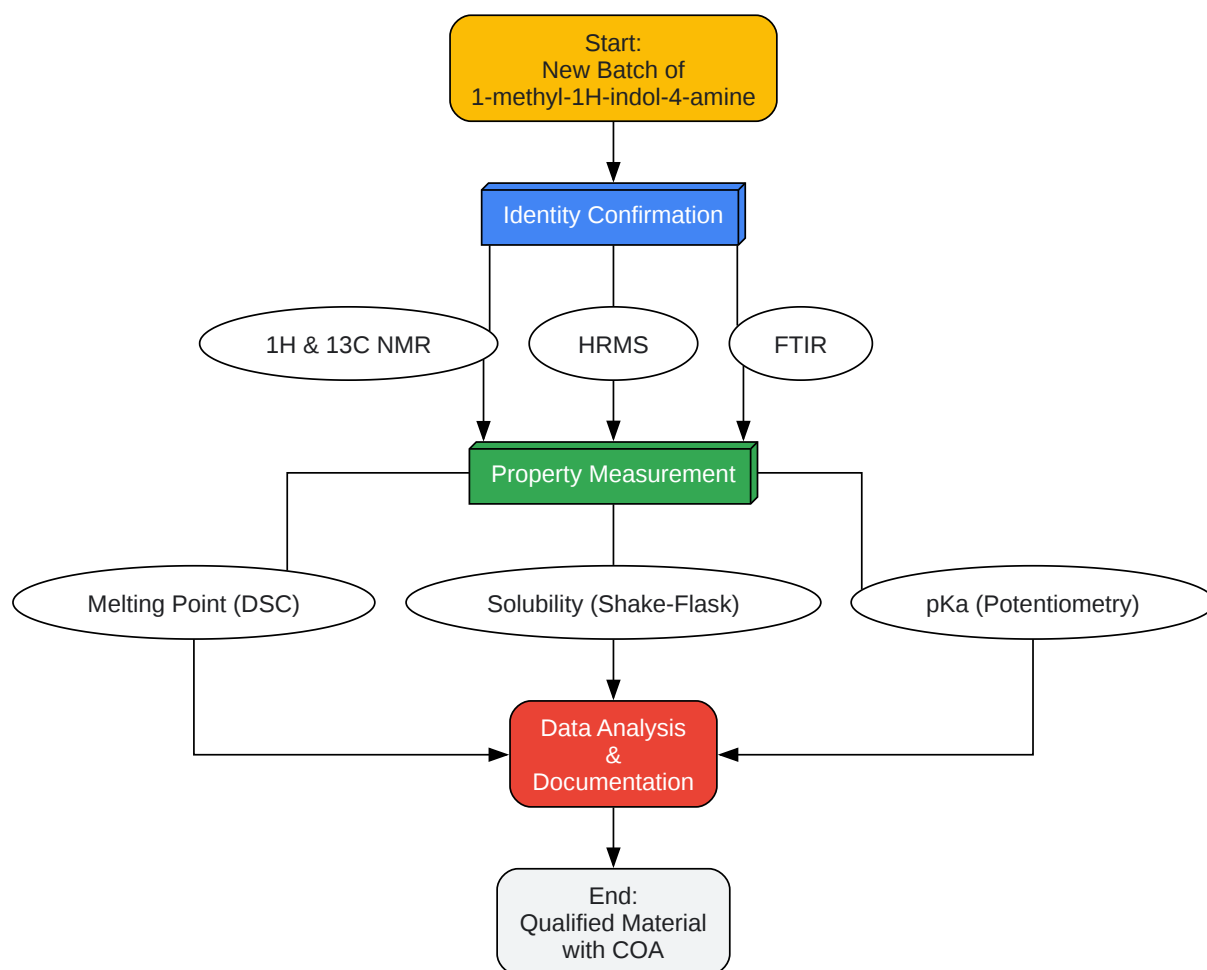 Start:
New Batch of
1-methyl-1H-indol-4-amine
Identity Confirmation
1H & 13C NMR
HRMS
FTIR
Property Measurement
Melting Point (DSC)
Solubility (Shake-Flask)
pKa (Potentiometry)
Data Analysis
&
Documentation
End:
Qualified Material
with COA